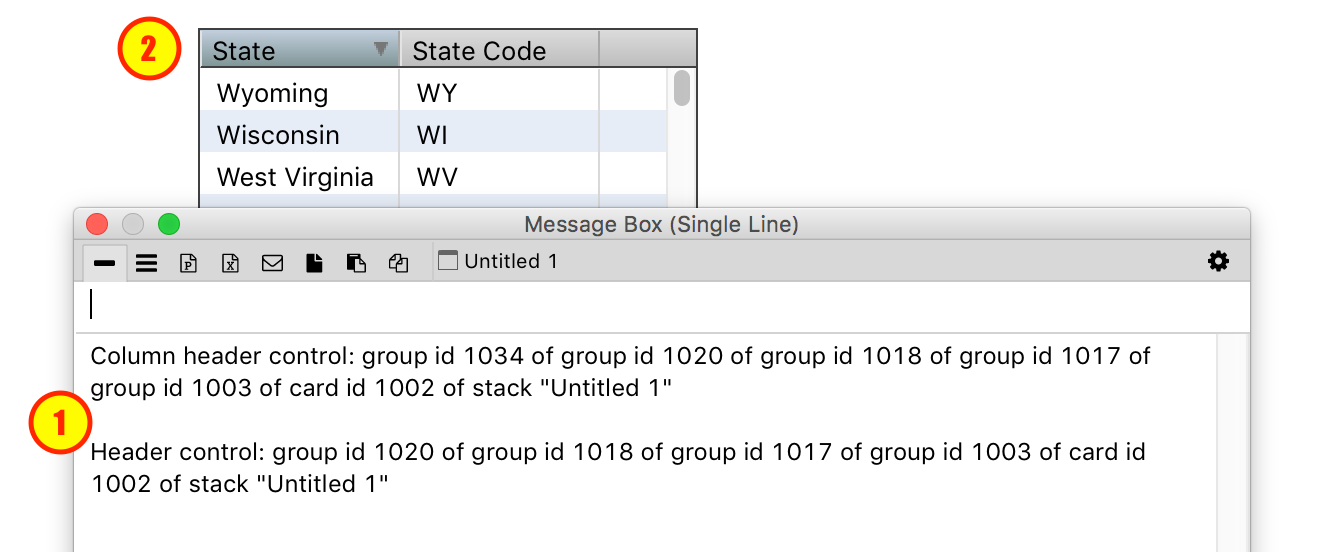 2
State State Code
Wyoming WY
Wisconsin WI
West Virginia WV
Message Box (Single Line)
Untitled 1
Column header control: group id 1034 of group id 1020 of group id 1018 of group id 1017 of
group id 1003 of card id 1002 of stack "Untitled 1"
1
Header control: group id 1020 of group id 1018 of group id 1017 of group id 1003 of card id
1002 of stack "Untitled 1"